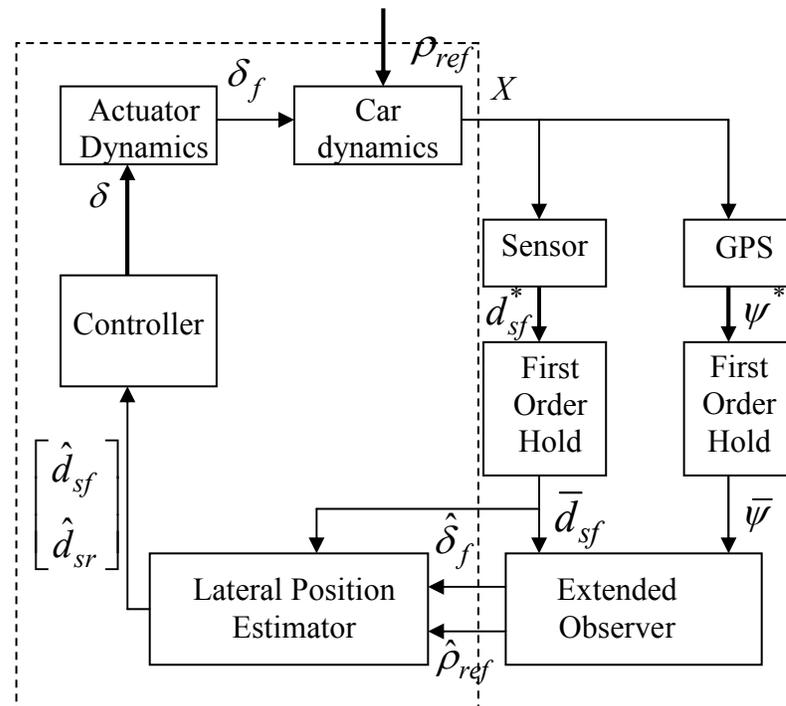 ρ_ref
δ_f
X
Actuator
Dynamics
Car
dynamics
δ
Sensor
GPS
d*_sf
ψ*
Controller
First
Order
Hold
First
Order
Hold
d̂_sf
d̂_sr
d̄_sf
ψ̄
δ̂_f
Lateral Position
Estimator
Extended
Observer
ρ̂_ref